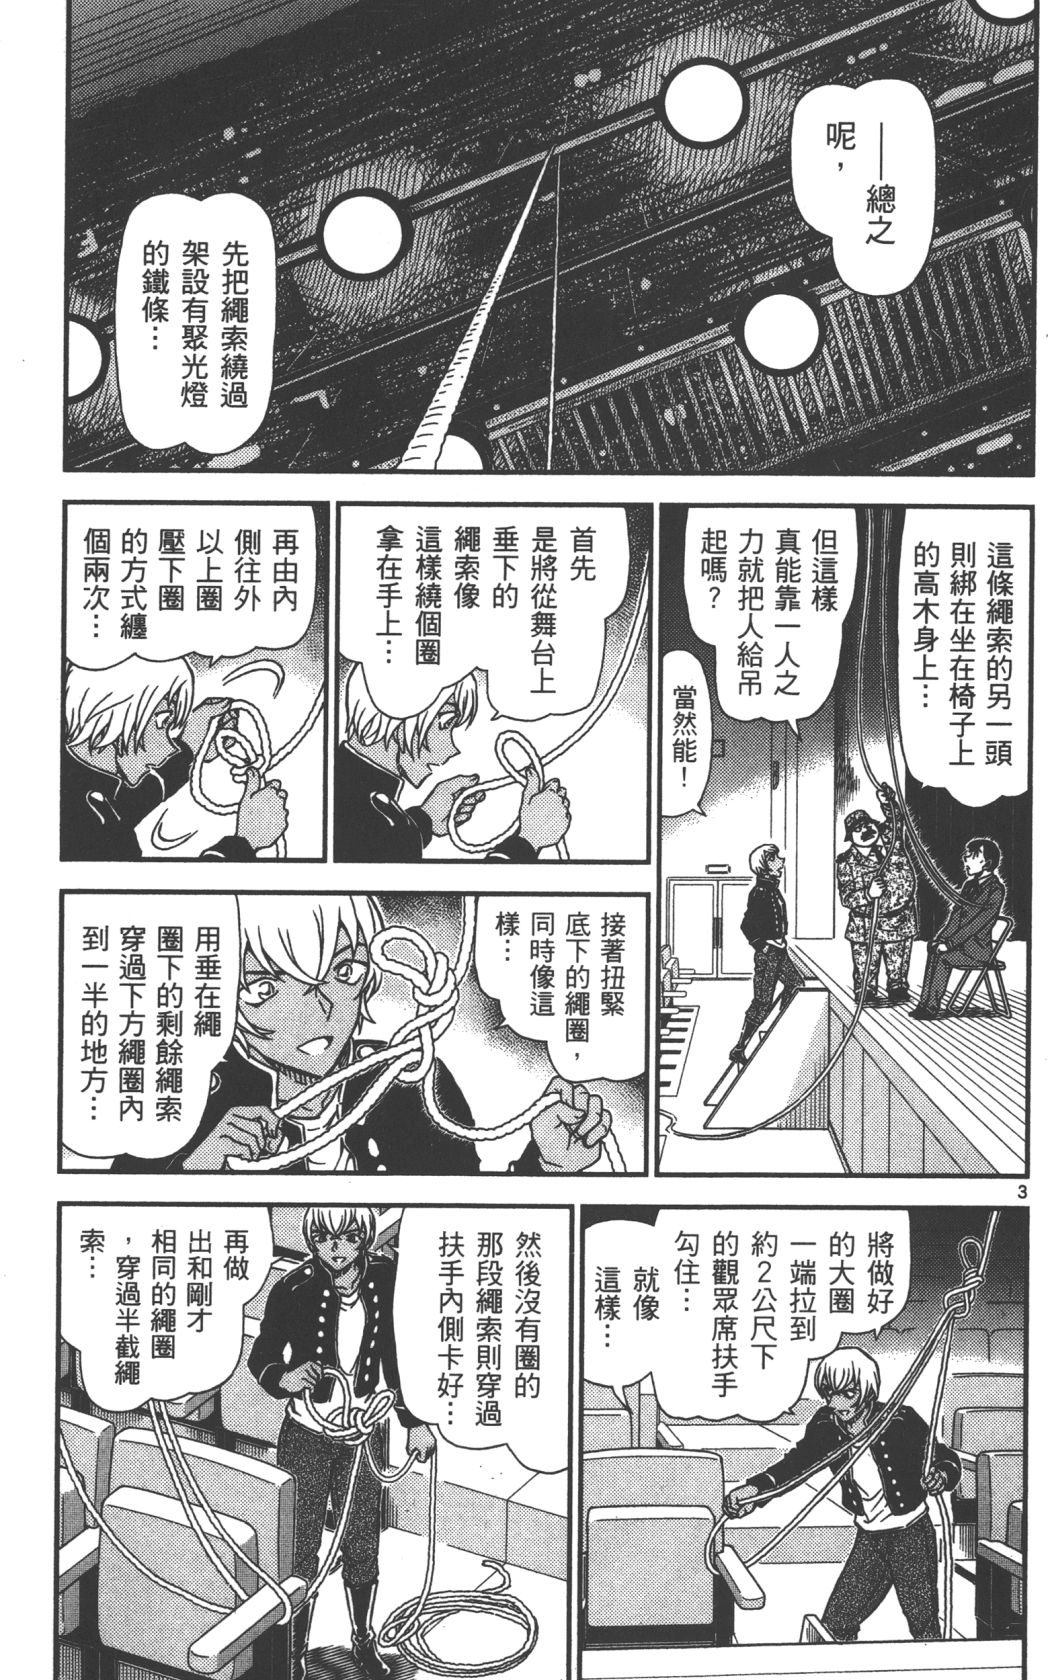 ——總之
呢，
先把繩索繞過
架設有聚光燈
的鐵條…
這條繩索的另一頭
則綁在坐在椅子上
的高木身上…
但這樣
真能靠一人之
力就把人給吊
起嗎？
當然能！
首先
是將從舞台上
垂下的
繩索像
這樣繞個圈
拿在手上…
再由內
側往外
以上圈
壓下圈
的方式纏
個兩次…
接著扭緊
底下的繩圈，
同時像這
樣…
用垂在繩
圈下的剩餘繩索
穿過下方繩圈內
到一半的地方…
3
將做好
的大圈
一端拉到
約2公尺下
的觀眾席扶手
勾住…
就像
這樣…
然後沒有圈的
那段繩索則穿過
扶手內側卡好…
再做
出和剛才
相同的繩圈
，穿過半截繩
索…